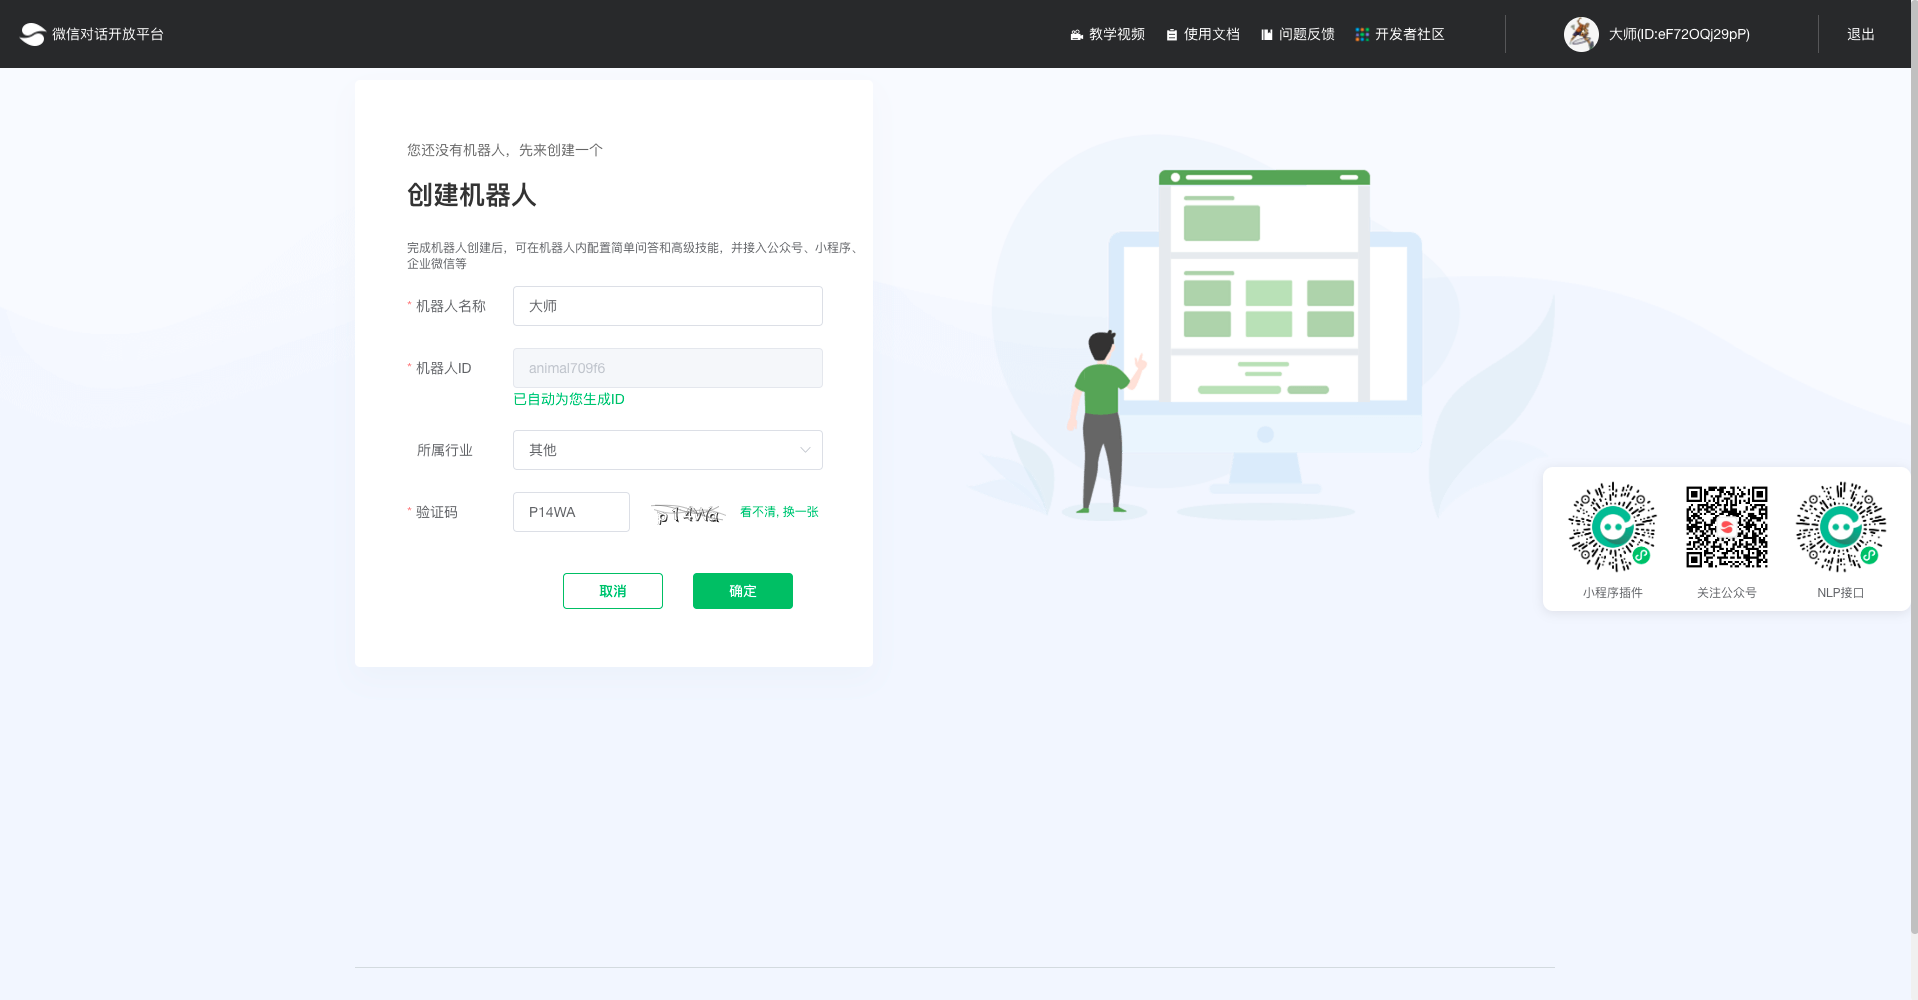 微信对话开放平台
教学视频
使用文档
问题反馈
开发者社区
大师(ID:eF72OQj29pP)
退出
您还没有机器人，先来创建一个
创建机器人
完成机器人创建后，可在机器人内配置简单问答和高级技能，并接入公众号、小程序、
企业微信等
* 机器人名称
大师
* 机器人ID
animal709f6
已自动为您生成ID
所属行业
其他
* 验证码
P14WA
p14wa
看不清, 换一张
取消
确定
小程序插件
关注公众号
NLP接口